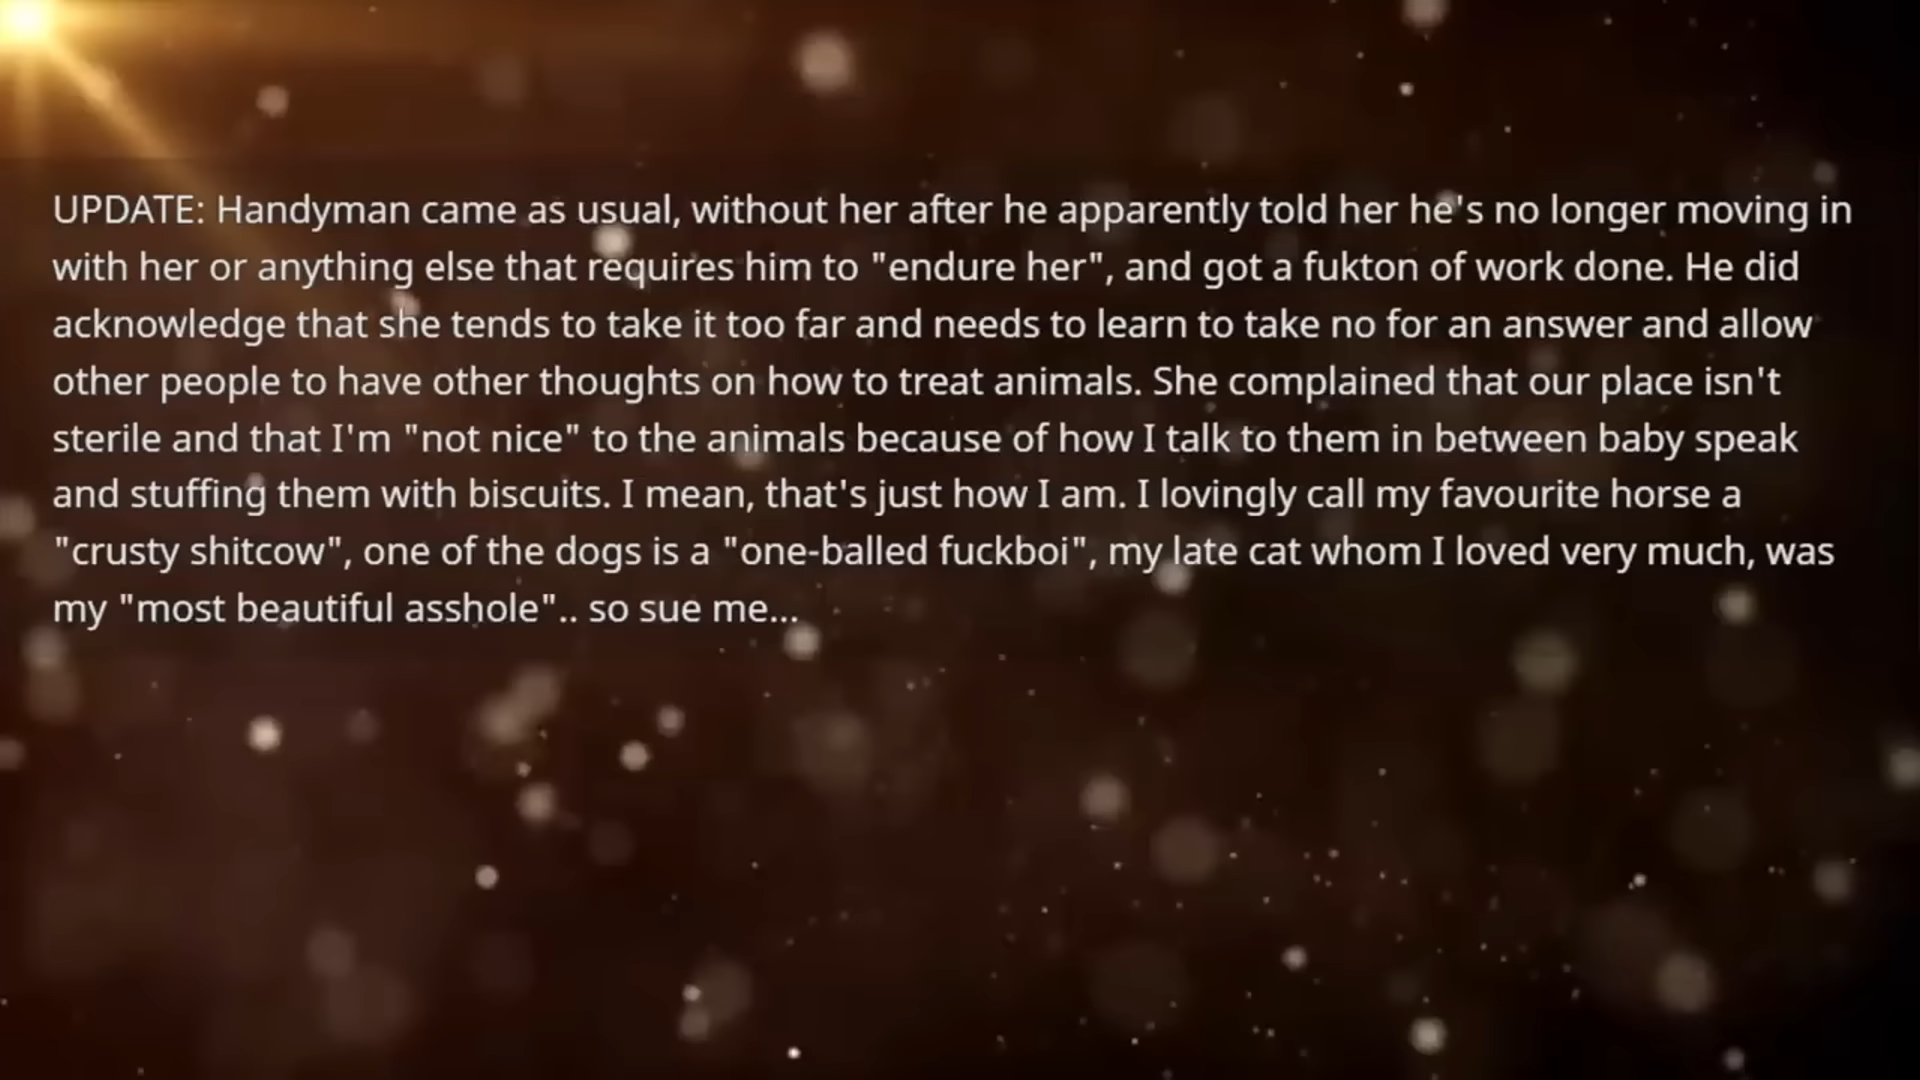 UPDATE: Handyman came as usual, without her after he apparently told her he's no longer moving in
with her or anything else that requires him to "endure her", and got a fukton of work done. He did
acknowledge that she tends to take it too far and needs to learn to take no for an answer and allow
other people to have other thoughts on how to treat animals. She complained that our place isn't
sterile and that I'm "not nice" to the animals because of how I talk to them in between baby speak
and stuffing them with biscuits. I mean, that's just how I am. I lovingly call my favourite horse a
"crusty shitcow", one of the dogs is a "one-balled fuckboi", my late cat whom I loved very much, was
my "most beautiful asshole".. so sue me...